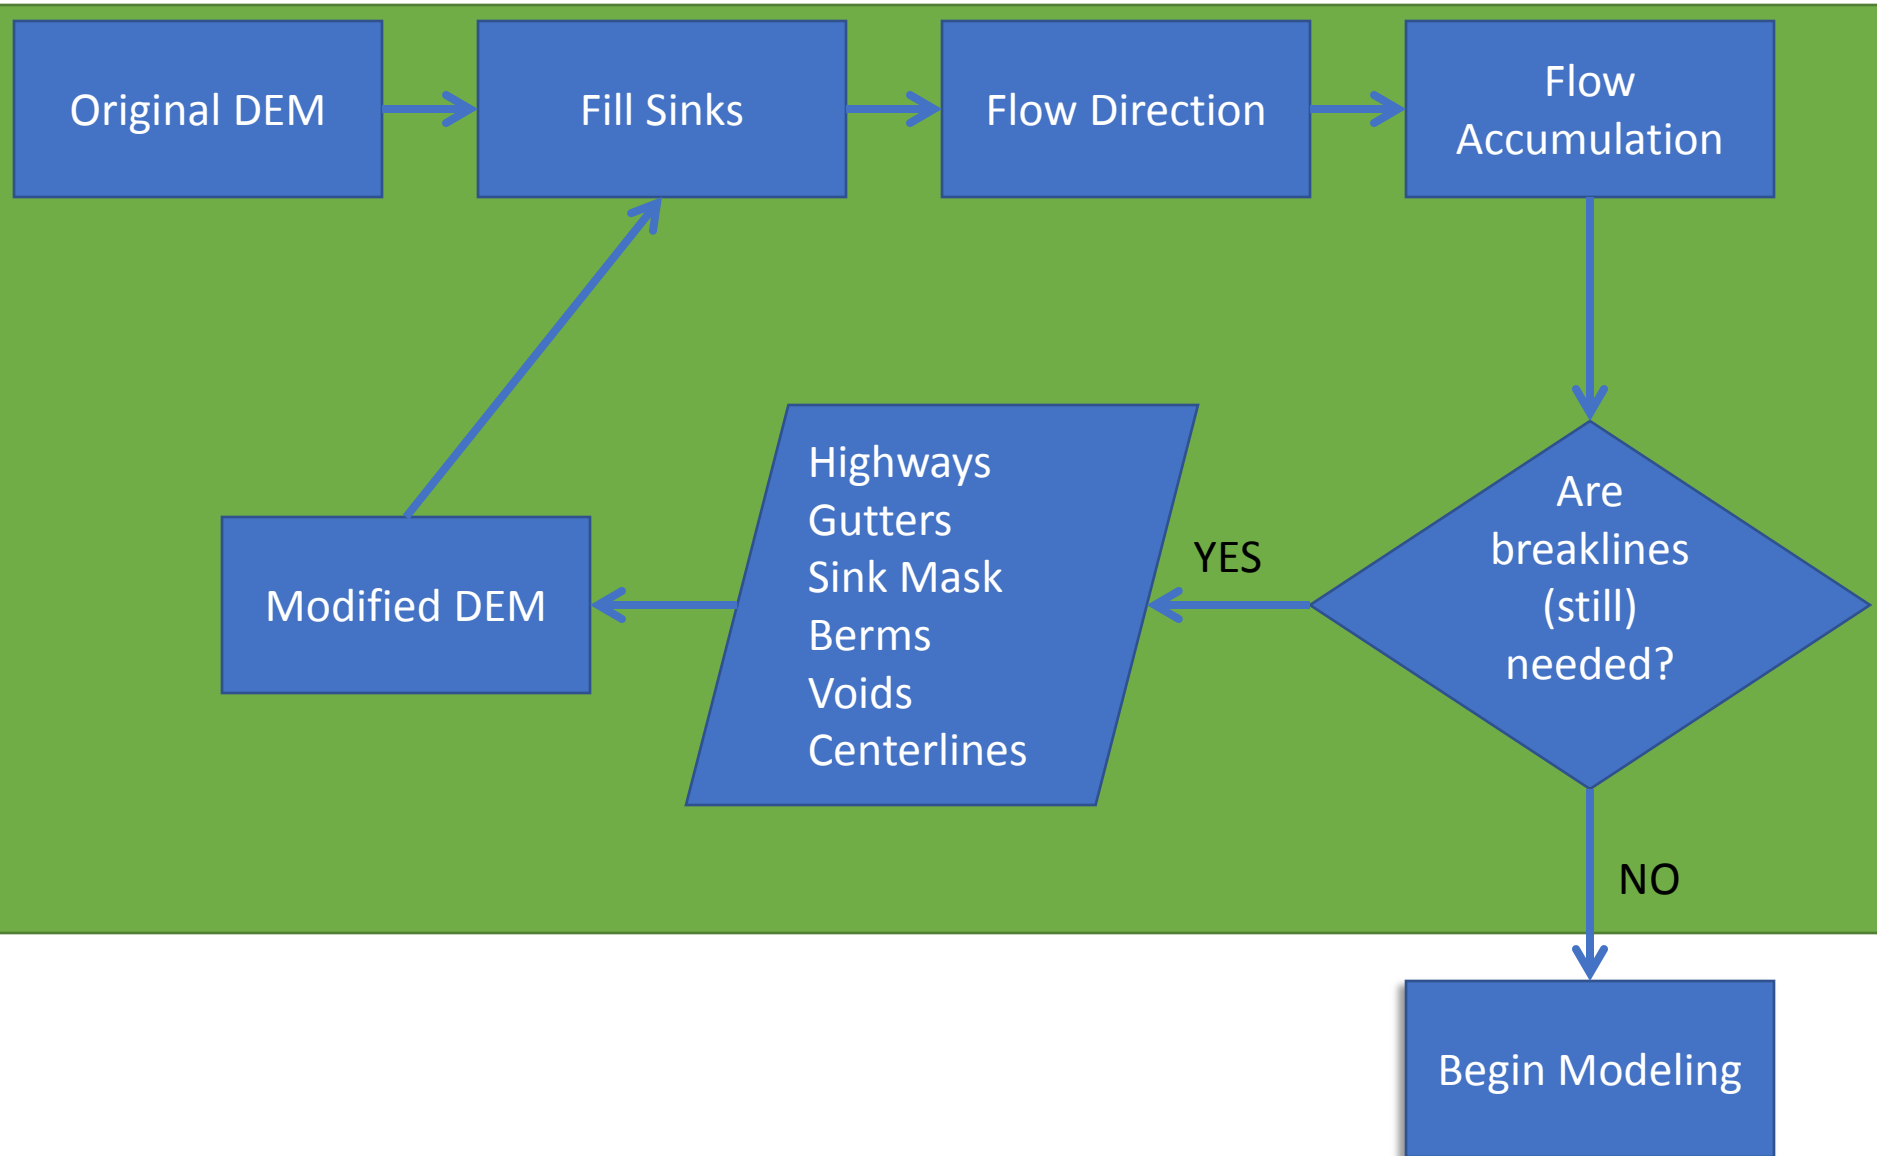 Original DEM
Fill Sinks
Flow Direction
Flow
Accumulation
Are
breaklines
(still)
needed?
YES
Highways
Gutters
Sink Mask
Berms
Voids
Centerlines
Modified DEM
NO
Begin Modeling